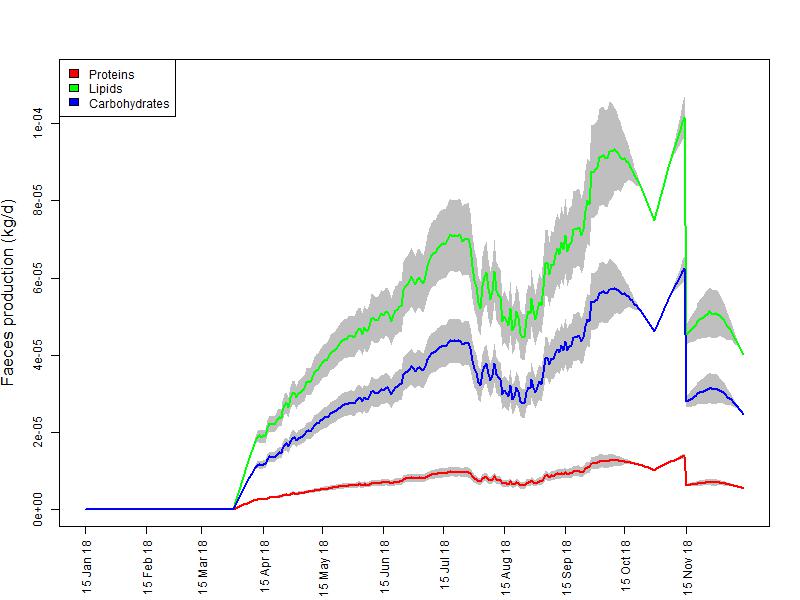 Proteins
Lipids
Carbohydrates
Faeces production (kg/d)
1e-04
8e-05
6e-05
4e-05
2e-05
0e+00
15 Jan 18
15 Feb 18
15 Mar 18
15 Apr 18
15 May 18
15 Jun 18
15 Jul 18
15 Aug 18
15 Sep 18
15 Oct 18
15 Nov 18